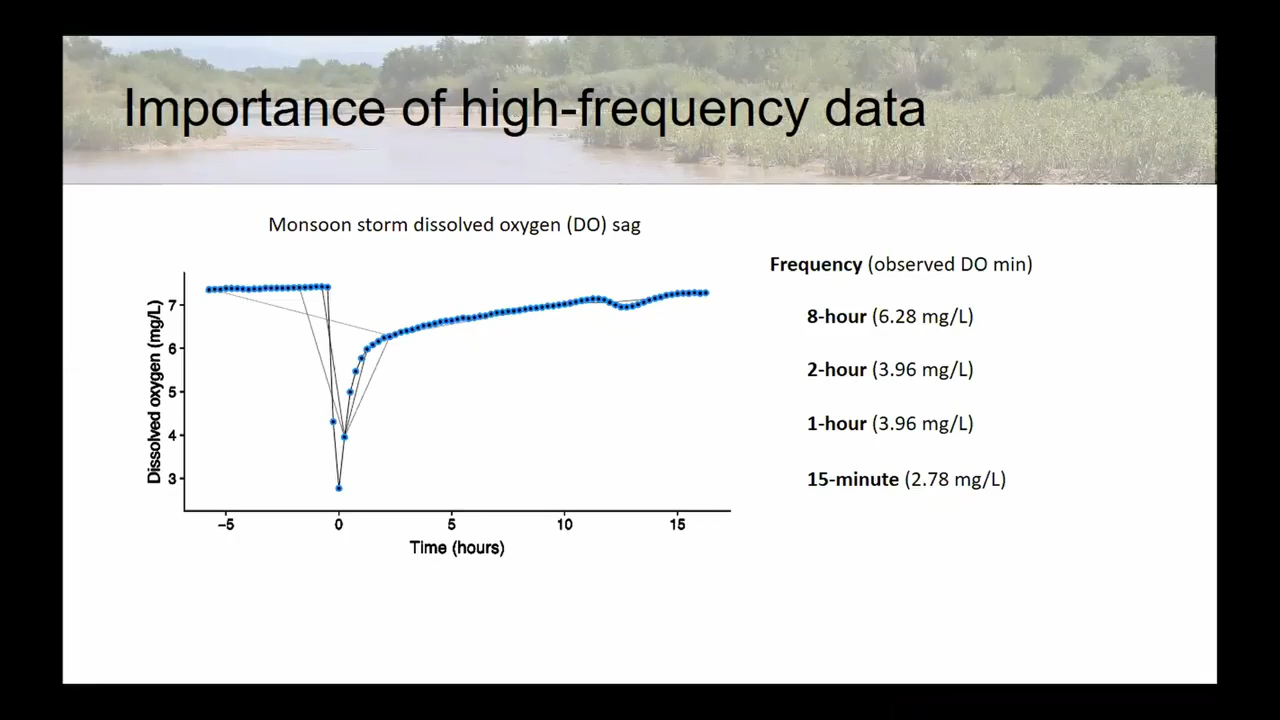 Importance of high-frequency data
Monsoon storm dissolved oxygen (DO) sag
Dissolved oxygen (mg/L)
7
6
5
4
3
−5
0
5
10
15
Time (hours)
Frequency (observed DO min)
8-hour (6.28 mg/L)
2-hour (3.96 mg/L)
1-hour (3.96 mg/L)
15-minute (2.78 mg/L)